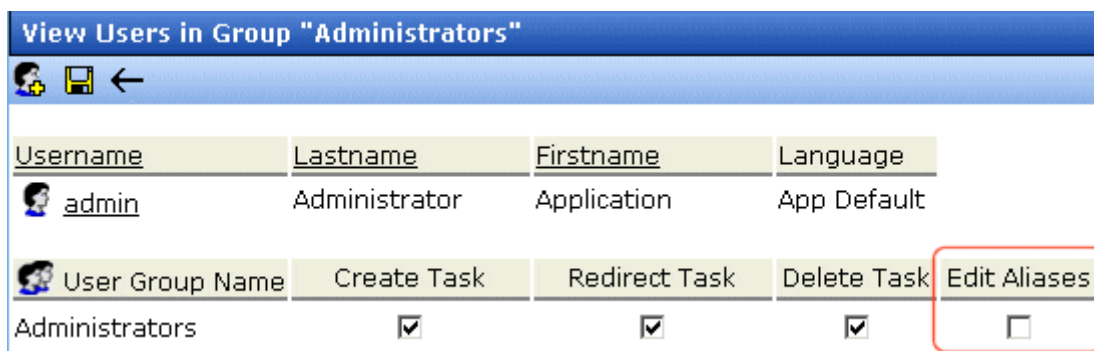 View Users in Group "Administrators"
Username Lastname Firstname Language
admin Administrator Application App Default
User Group Name Create Task Redirect Task Delete Task Edit Aliases
Administrators